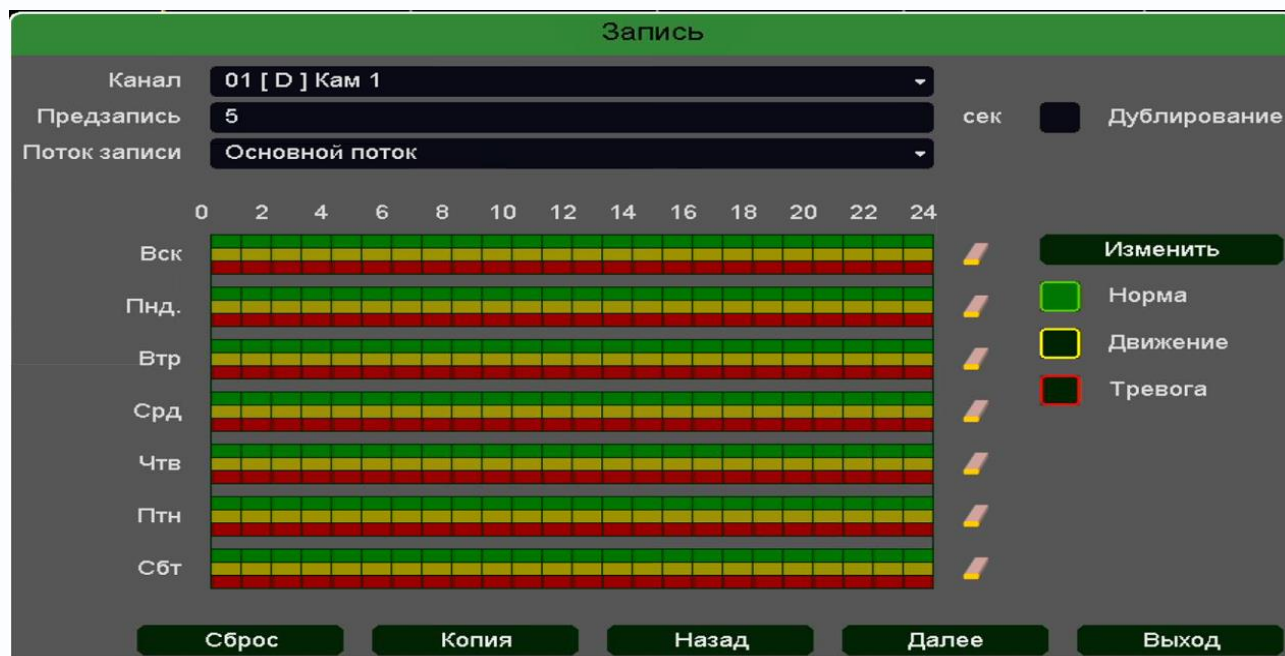 Запись
Канал 01 [ D ] Кам 1
Предзапись 5 сек Дублирование
Поток записи Основной поток
0 2 4 6 8 10 12 14 16 18 20 22 24
Вск Изменить
Пнд. Норма
Втр Движение
Срд Тревога
Чтв
Птн
Сбт
Сброс Копия Назад Далее Выход